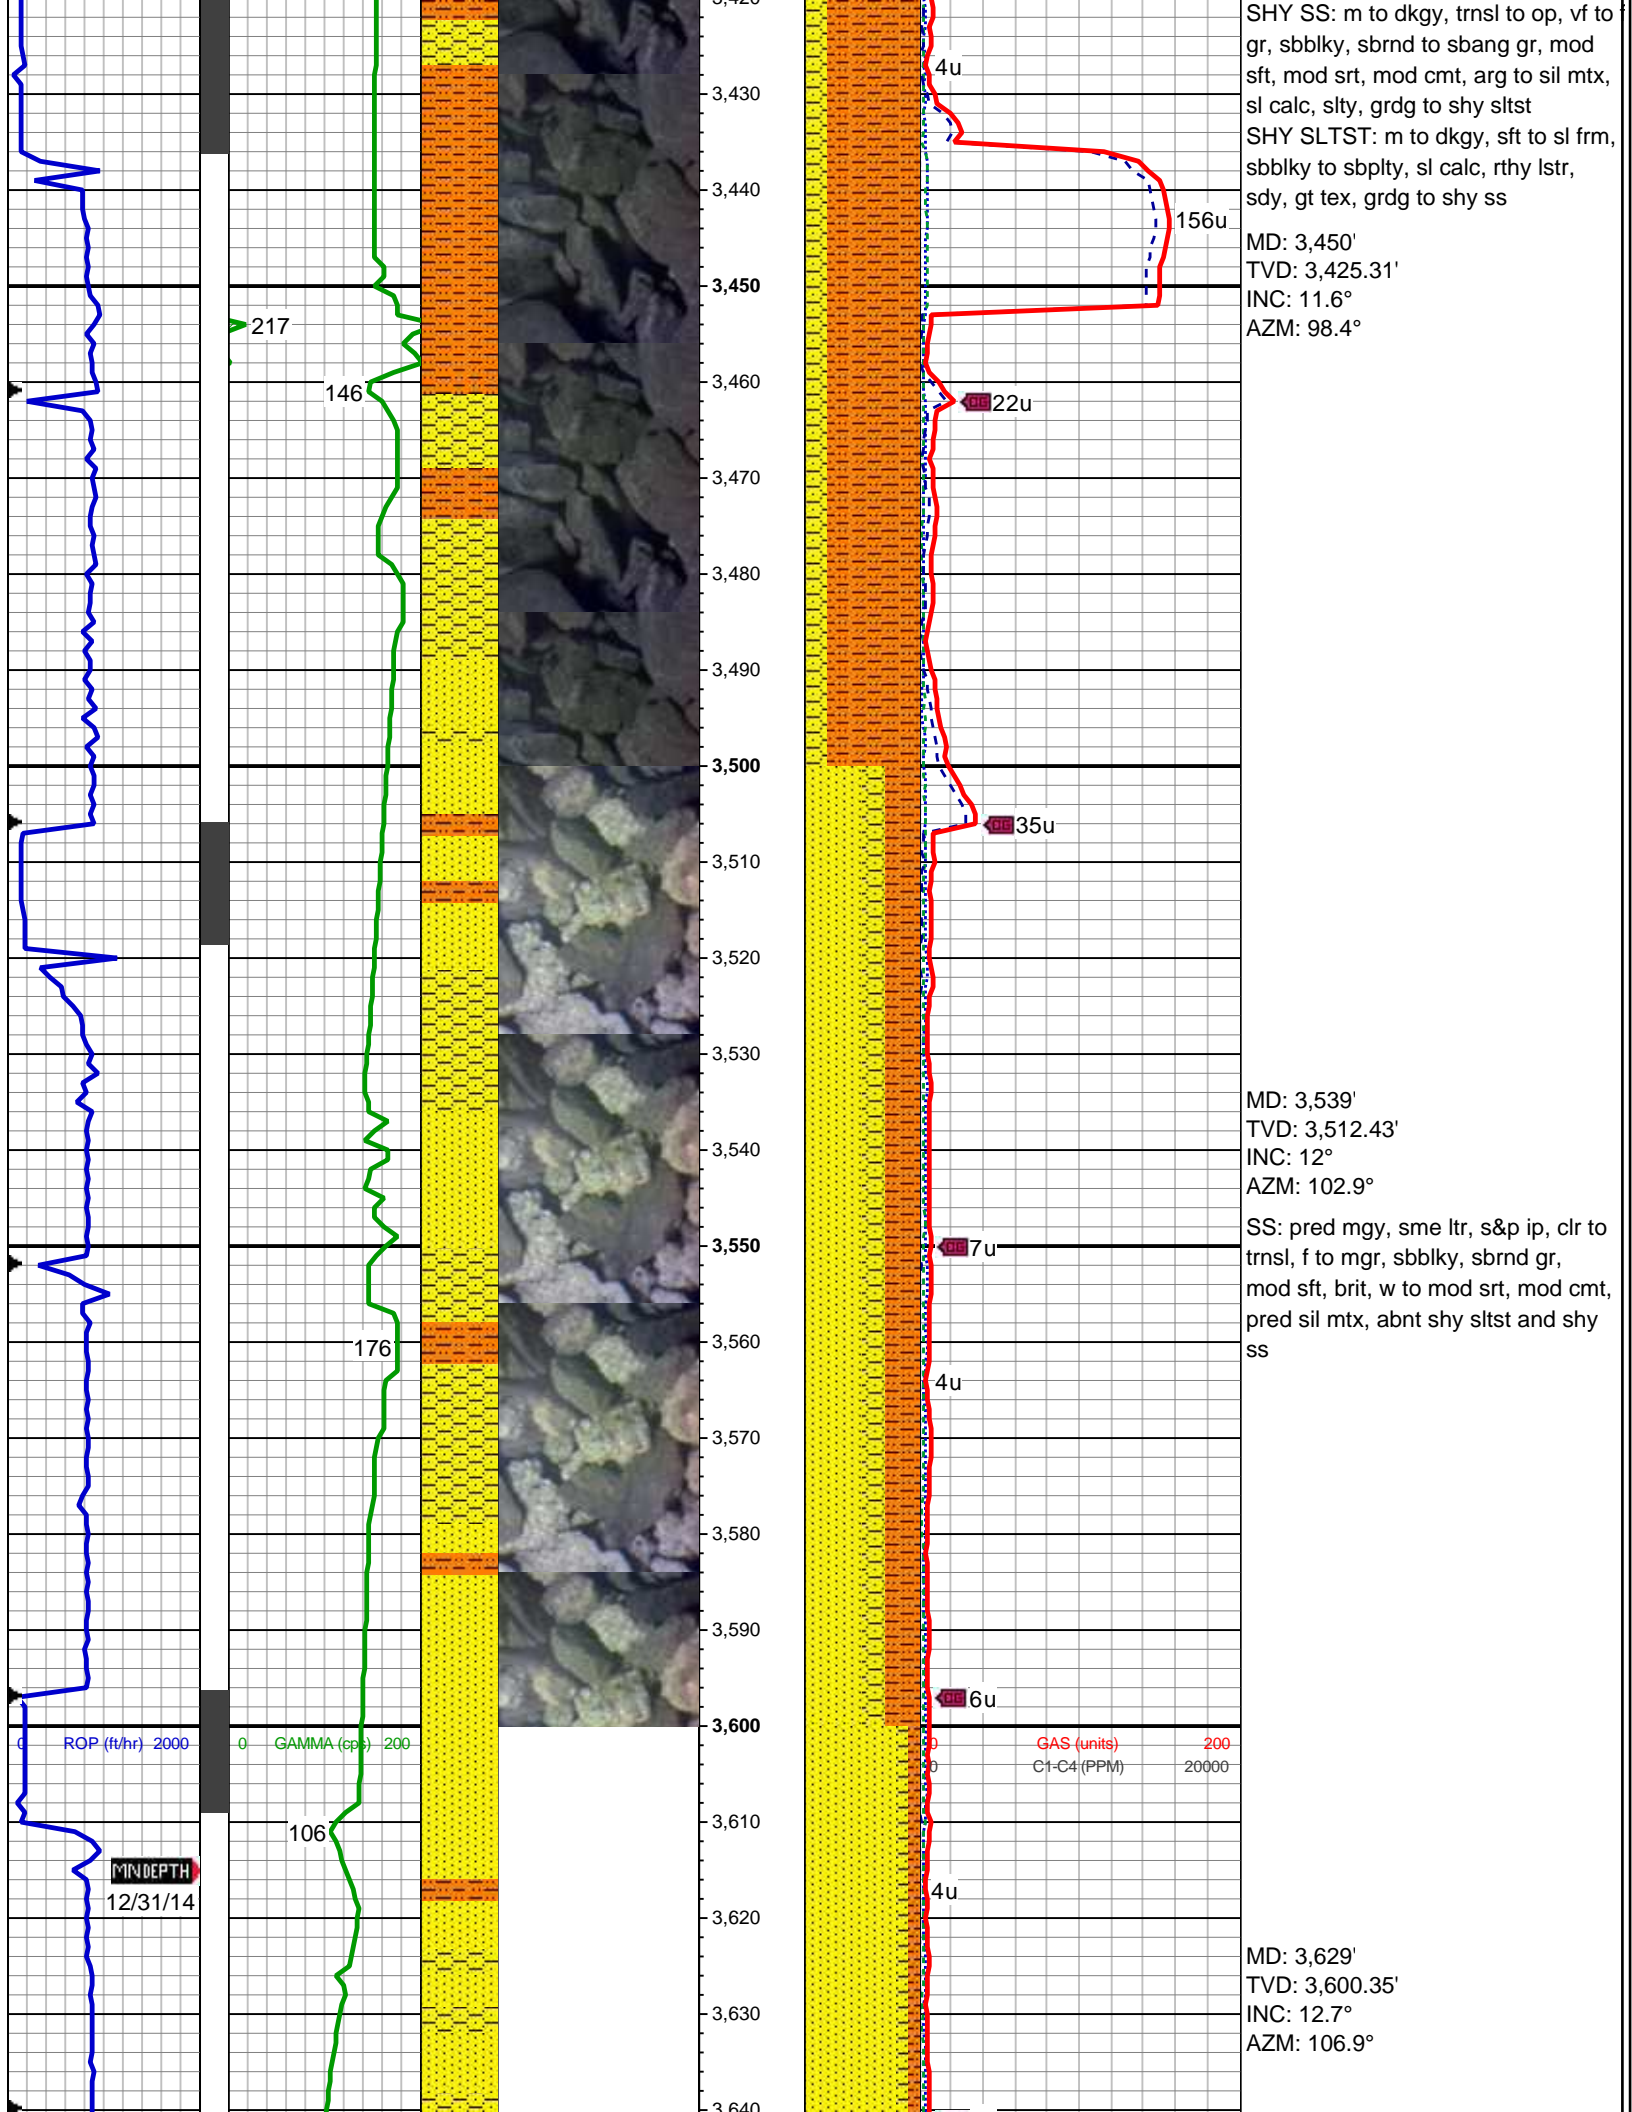 SHY SS: m to dkgy, trnsl to op, vf to
gr, sbblky, sbrnd to sbang gr, mod
sft, mod srt, mod cmt, arg to sil mtx,
sl calc, slty, grdg to shy sltst
SHY SLTST: m to dkgy, sft to sl frm,
sbblky to sbplty, sl calc, rthy lstr,
sdy, gt tex, grdg to shy ss
4u
3,430
3,440
156u
MD: 3,450'
TVD: 3,425.31'
INC: 11.6°
AZM: 98.4°
3,450
217
3,460
146
22u
3,470
3,480
3,490
3,500
35u
3,510
3,520
3,530
MD: 3,539'
TVD: 3,512.43'
INC: 12°
AZM: 102.9°
3,540
SS: pred mgy, sme ltr, s&p ip, clr to
trnsl, f to mgr, sbblky, sbrnd gr,
mod sft, brit, w to mod srt, mod cmt,
pred sil mtx, abnt shy sltst and shy
ss
3,550
7u
3,560
176
4u
3,570
3,580
3,590
6u
3,600
0 ROP (ft/hr) 2000
0 GAMMA (cps) 200
0 GAS (units) 200
0 C1-C4 (PPM) 20000
3,610
106
MN DEPTH
12/31/14
4u
3,620
MD: 3,629'
TVD: 3,600.35'
INC: 12.7°
AZM: 106.9°
3,630
3,640